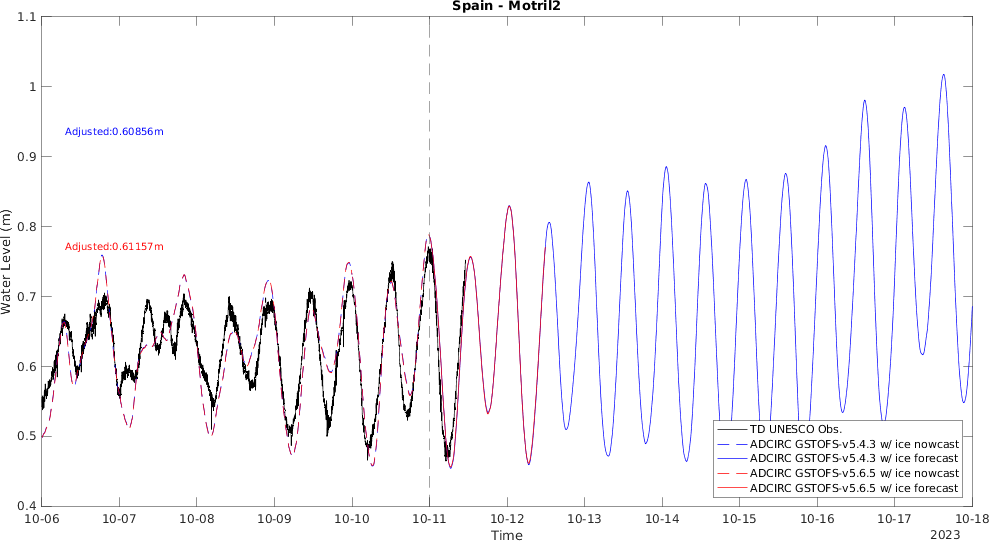 Spain - Motril2
1.1
1
0.9
0.8
0.7
0.6
0.5
0.4
Water Level (m)
Adjusted:0.60856m
Adjusted:0.61157m
TD UNESCO Obs.
ADCIRC GSTOFS-v5.4.3 w/ ice nowcast
ADCIRC GSTOFS-v5.4.3 w/ ice forecast
ADCIRC GSTOFS-v5.6.5 w/ ice nowcast
ADCIRC GSTOFS-v5.6.5 w/ ice forecast
10-06 10-07 10-08 10-09 10-10 10-11 10-12 10-13 10-14 10-15 10-16 10-17 10-18
Time
2023